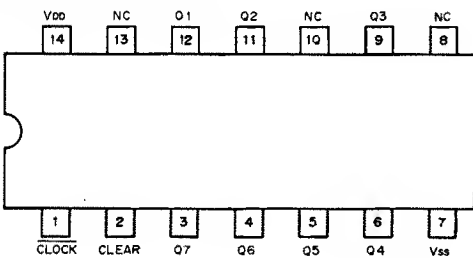 VDD NC Q1 Q2 NC Q3 NC
14 13 12 11 10 9 8
1 2 3 4 5 6 7
CLOCK CLEAR Q7 Q6 Q5 Q4 Vss